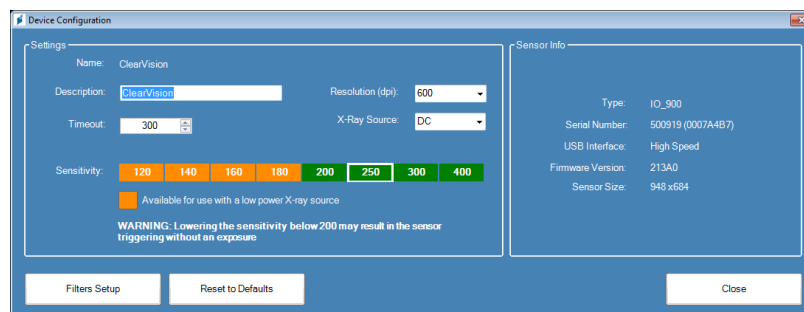 Device Configuration
Settings
Name: ClearVision
Description: ClearVision
Resolution (dpi): 600
Timeout: 300
X-Ray Source: DC
Sensitivity: 120 140 160 180 200 250 300 400
Available for use with a low power X-ray source
WARNING: Lowering the sensitivity below 200 may result in the sensor
triggering without an exposure
Sensor Info
Type: IO_900
Serial Number: 500919 (0007A4B7)
USB Interface: High Speed
Firmware Version: 213A0
Sensor Size: 948 x684
Filters Setup
Reset to Defaults
Close